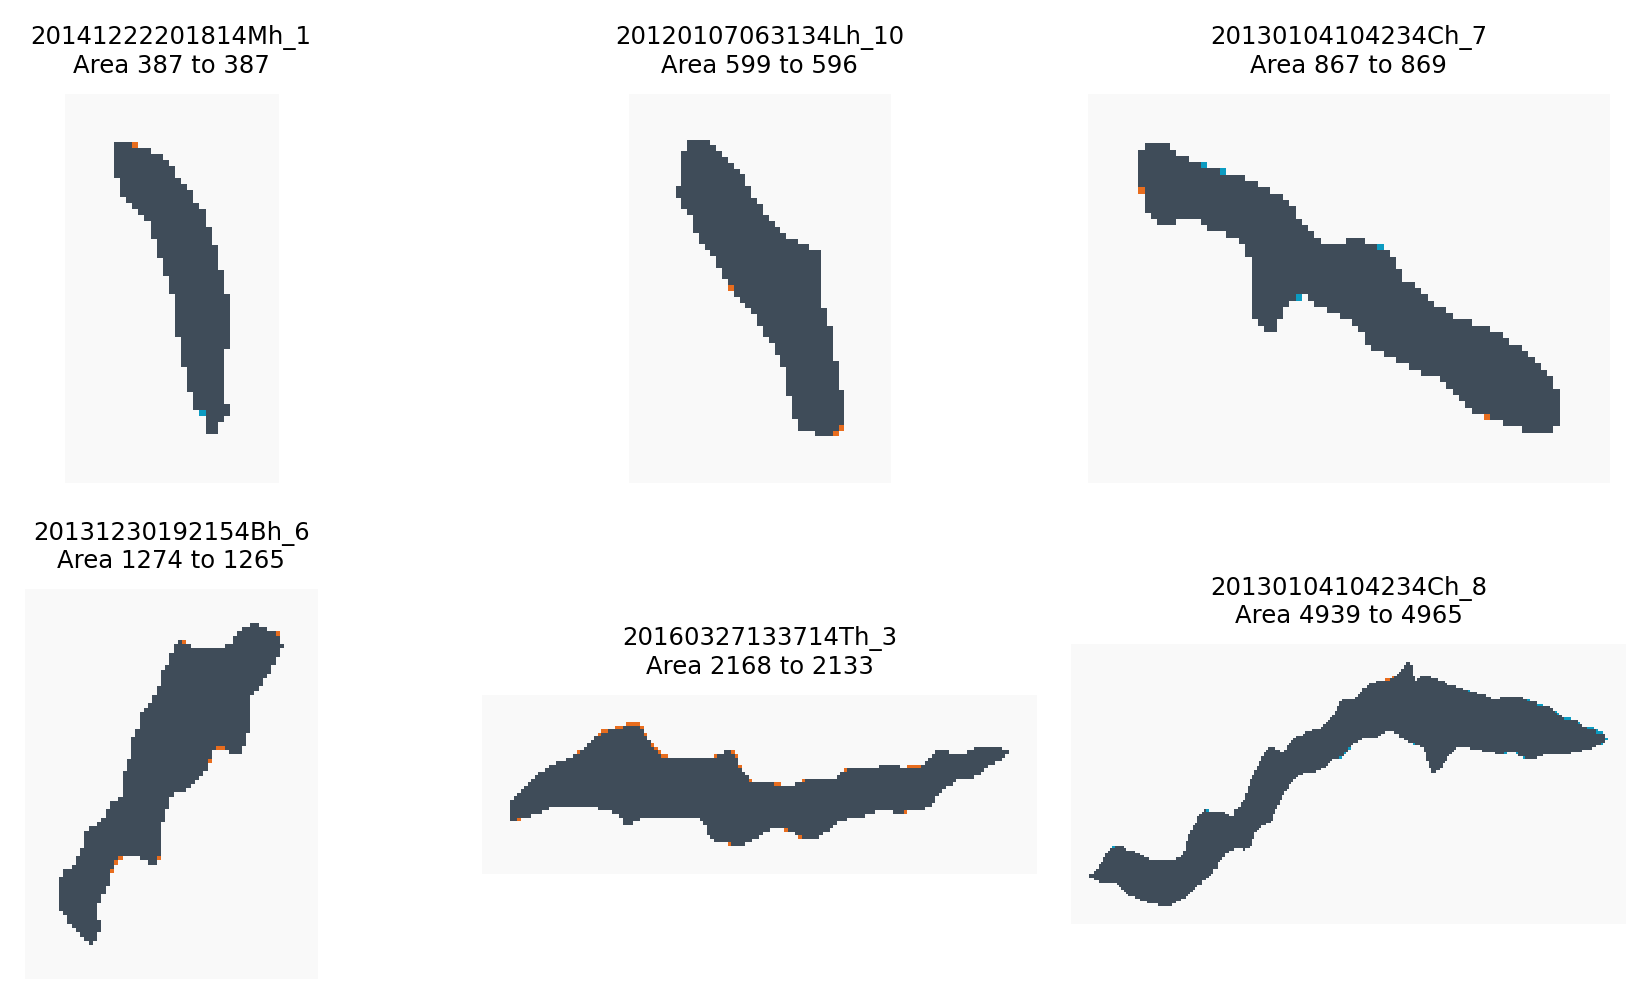 20141222201814Mh_1
Area 387 to 387
20120107063134Lh_10
Area 599 to 596
20130104104234Ch_7
Area 867 to 869
20131230192154Bh_6
Area 1274 to 1265
20160327133714Th_3
Area 2168 to 2133
20130104104234Ch_8
Area 4939 to 4965